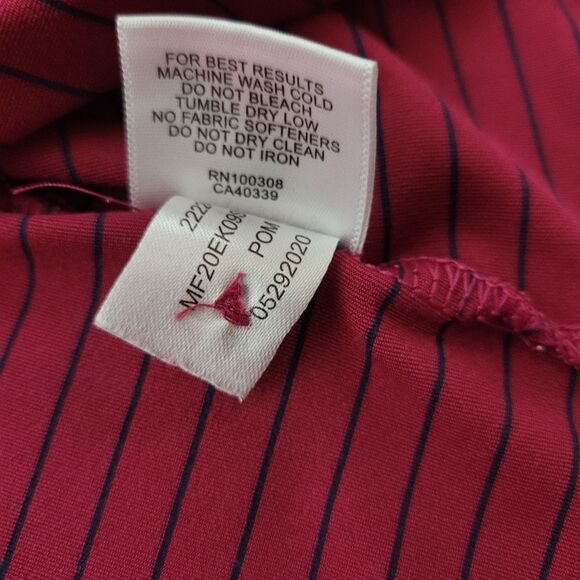 FOR BEST RESULTS
MACHINE WASH COLD
DO NOT BLEACH
TUMBLE DRY LOW
NO FABRIC SOFTENERS
DO NOT DRY CLEAN
DO NOT IRON
RN100308
CA40339
MF20EK09
POM
05292020